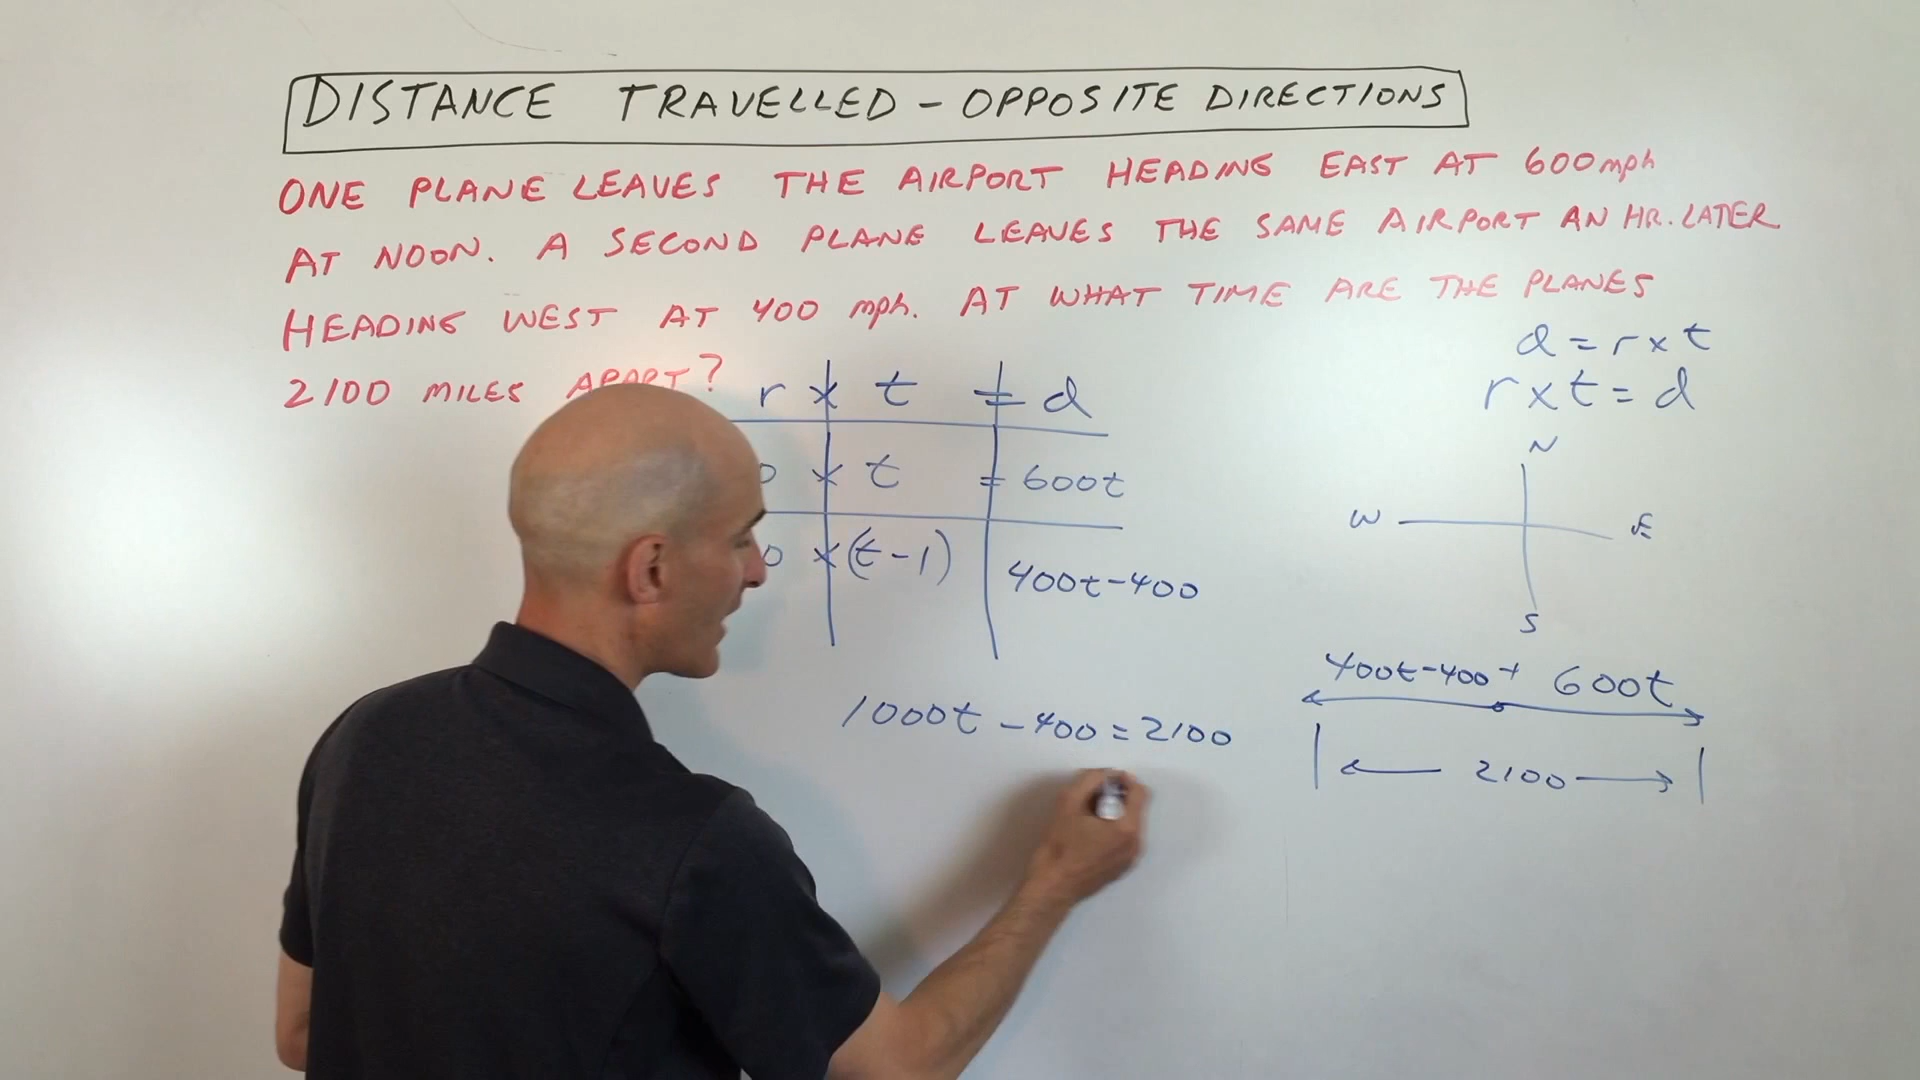 DISTANCE TRAVELLED - OPPOSITE DIRECTIONS
ONE PLANE LEAVES THE AIRPORT HEADING EAST AT 600mph
AT NOON. A SECOND PLANE LEAVES THE SAME AIRPORT AN HR. LATER
HEADING WEST AT 400 mph. AT WHAT TIME ARE THE PLANES
2100 MILES APART?
r × t = d
0 × t = 600t
0 × (t-1) 400t-400
1000t - 400 = 2100
d = r × t
r × t = d
N
W E
S
400t-400 + 600t
2100